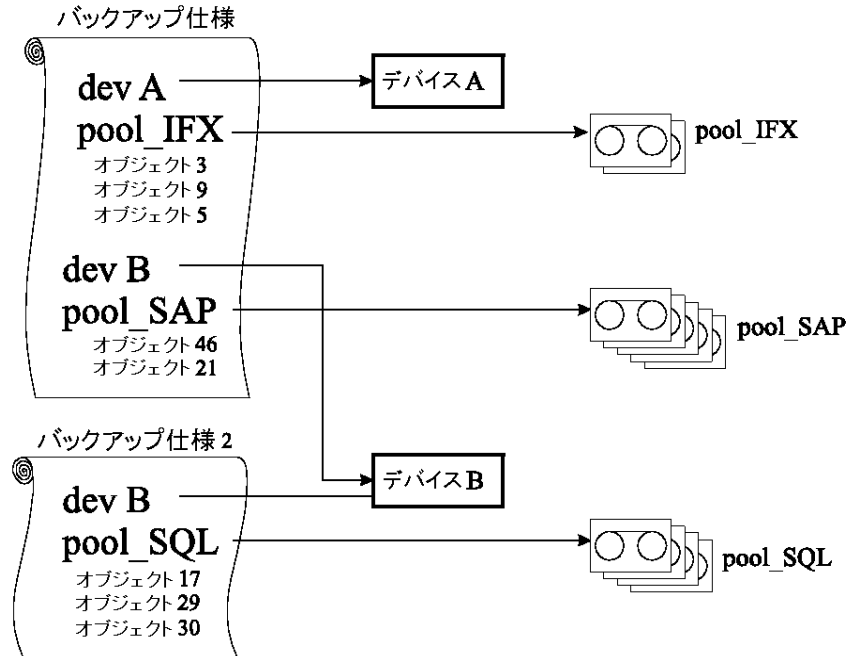 バックアップ仕様
dev A
デバイス A
pool_IFX
pool_IFX
オブジェクト 3
オブジェクト 9
オブジェクト 5
dev B
pool_SAP
pool_SAP
オブジェクト 46
オブジェクト 21
バックアップ仕様 2
dev B
デバイス B
pool_SQL
pool_SQL
オブジェクト 17
オブジェクト 29
オブジェクト 30